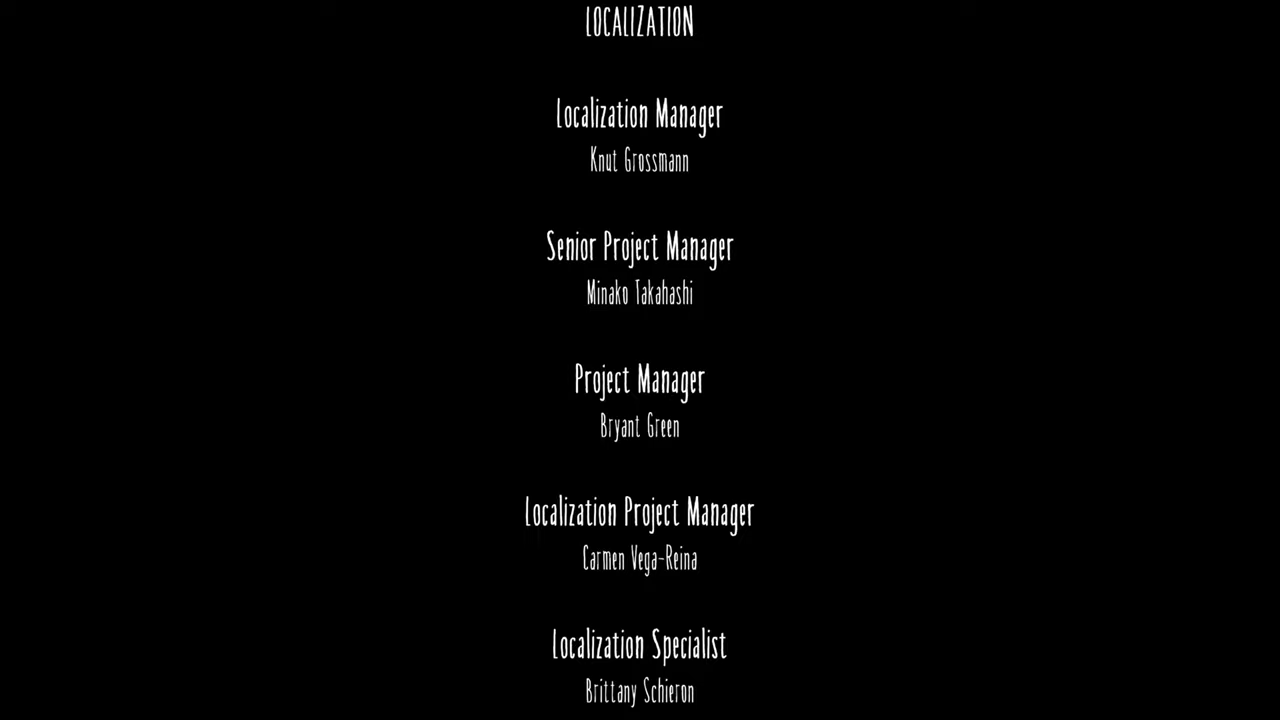 LOCALIZATION
Localization Manager
Knut Grossmann
Senior Project Manager
Minako Takahashi
Project Manager
Bryant Green
Localization Project Manager
Carmen Vega-Reina
Localization Specialist
Brittany Schieron